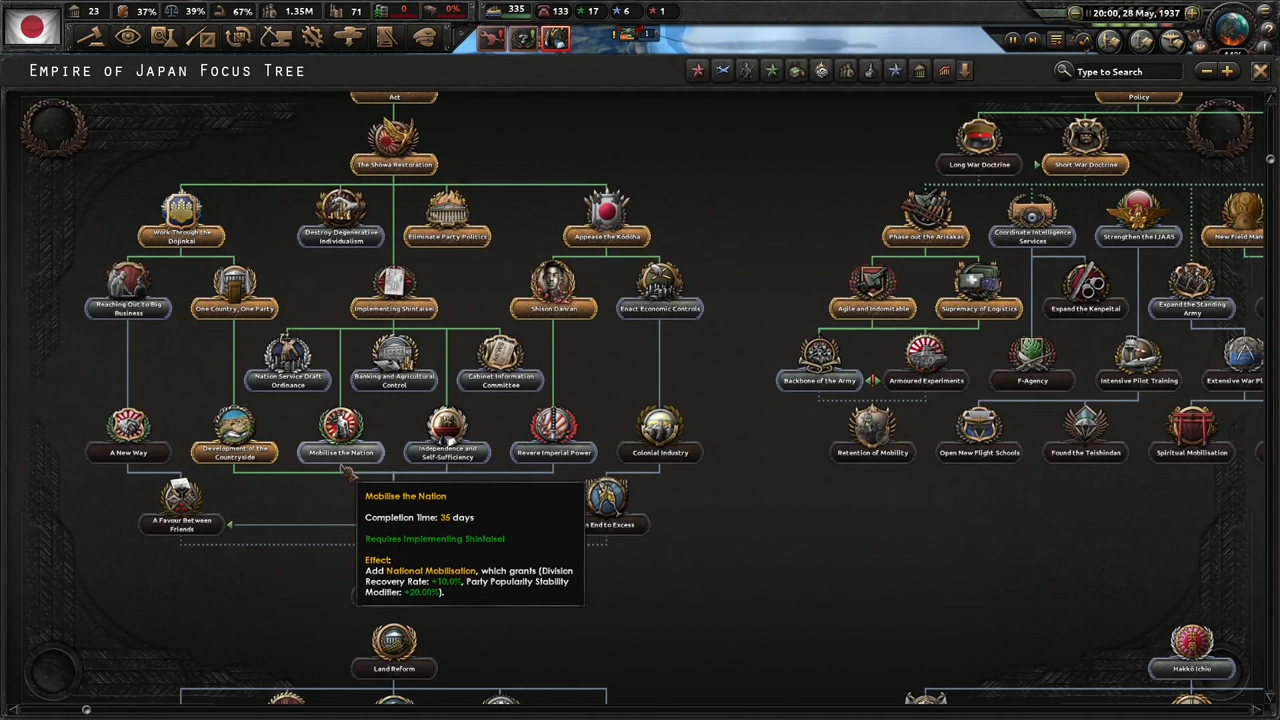 23
37%
39%
67%
1.35M
71
0
0%
335
133
17
6
1
20:00, 28 May, 1937
1
Empire of Japan Focus Tree
Type to Search
Act
Policy
The Shōwa Restoration
Long War Doctrine
Short War Doctrine
Work Through the
Dōjinkai
Destroy Degenerative
Individualism
Eliminate Party Politics
Appease the Kōdōha
Phase out the Arisakas
Coordinate Intelligence
Services
Strengthen the IJAAS
New Field Man
Reaching Out to Big
Business
One Country, One Party
Implementing Shintaisei
Shison Danran
Enact Economic Controls
Agile and Indomitable
Supremacy of Logistics
Expand the Kenpeitai
Expand the Standing
Army
Nation Service Draft
Ordinance
Banking and Agricultural
Control
Cabinet Information
Committee
Backbone of the Army
Armoured Experiments
F-Agency
Intensive Pilot Training
Extensive War Pl
A New Way
Development of the
Countryside
Mobilise the Nation
Independence and
Self-Sufficiency
Revere Imperial Power
Colonial Industry
Retention of Mobility
Open New Flight Schools
Found the Teishindan
Spiritual Mobilisation
A Favour Between
Friends
n End to Excess
Mobilise the Nation
Completion Time: 35 days
Requires Implementing Shintaisei
Effect:
Add National Mobilisation, which grants (Division
Recovery Rate: +10.0%, Party Popularity Stability
Modifier: +20.00%).
Land Reform
Hakkō Ichiu